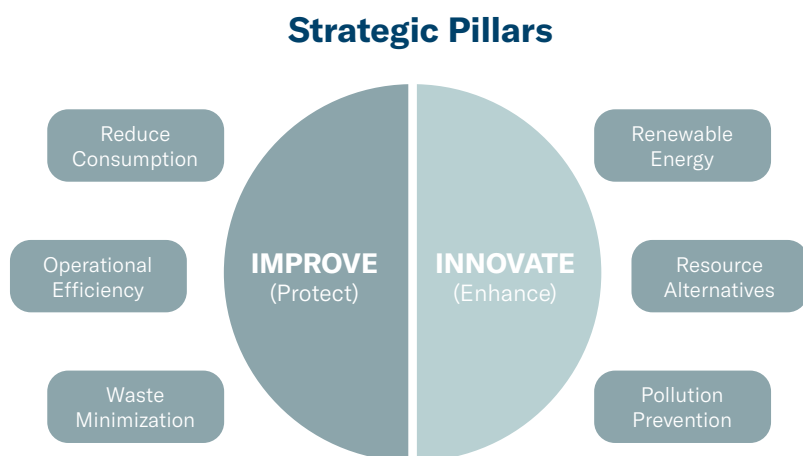 Strategic Pillars
Reduce
Consumption
Operational
Efficiency
Waste
Minimization
IMPROVE
(Protect)
INNOVATE
(Enhance)
Renewable
Energy
Resource
Alternatives
Pollution
Prevention